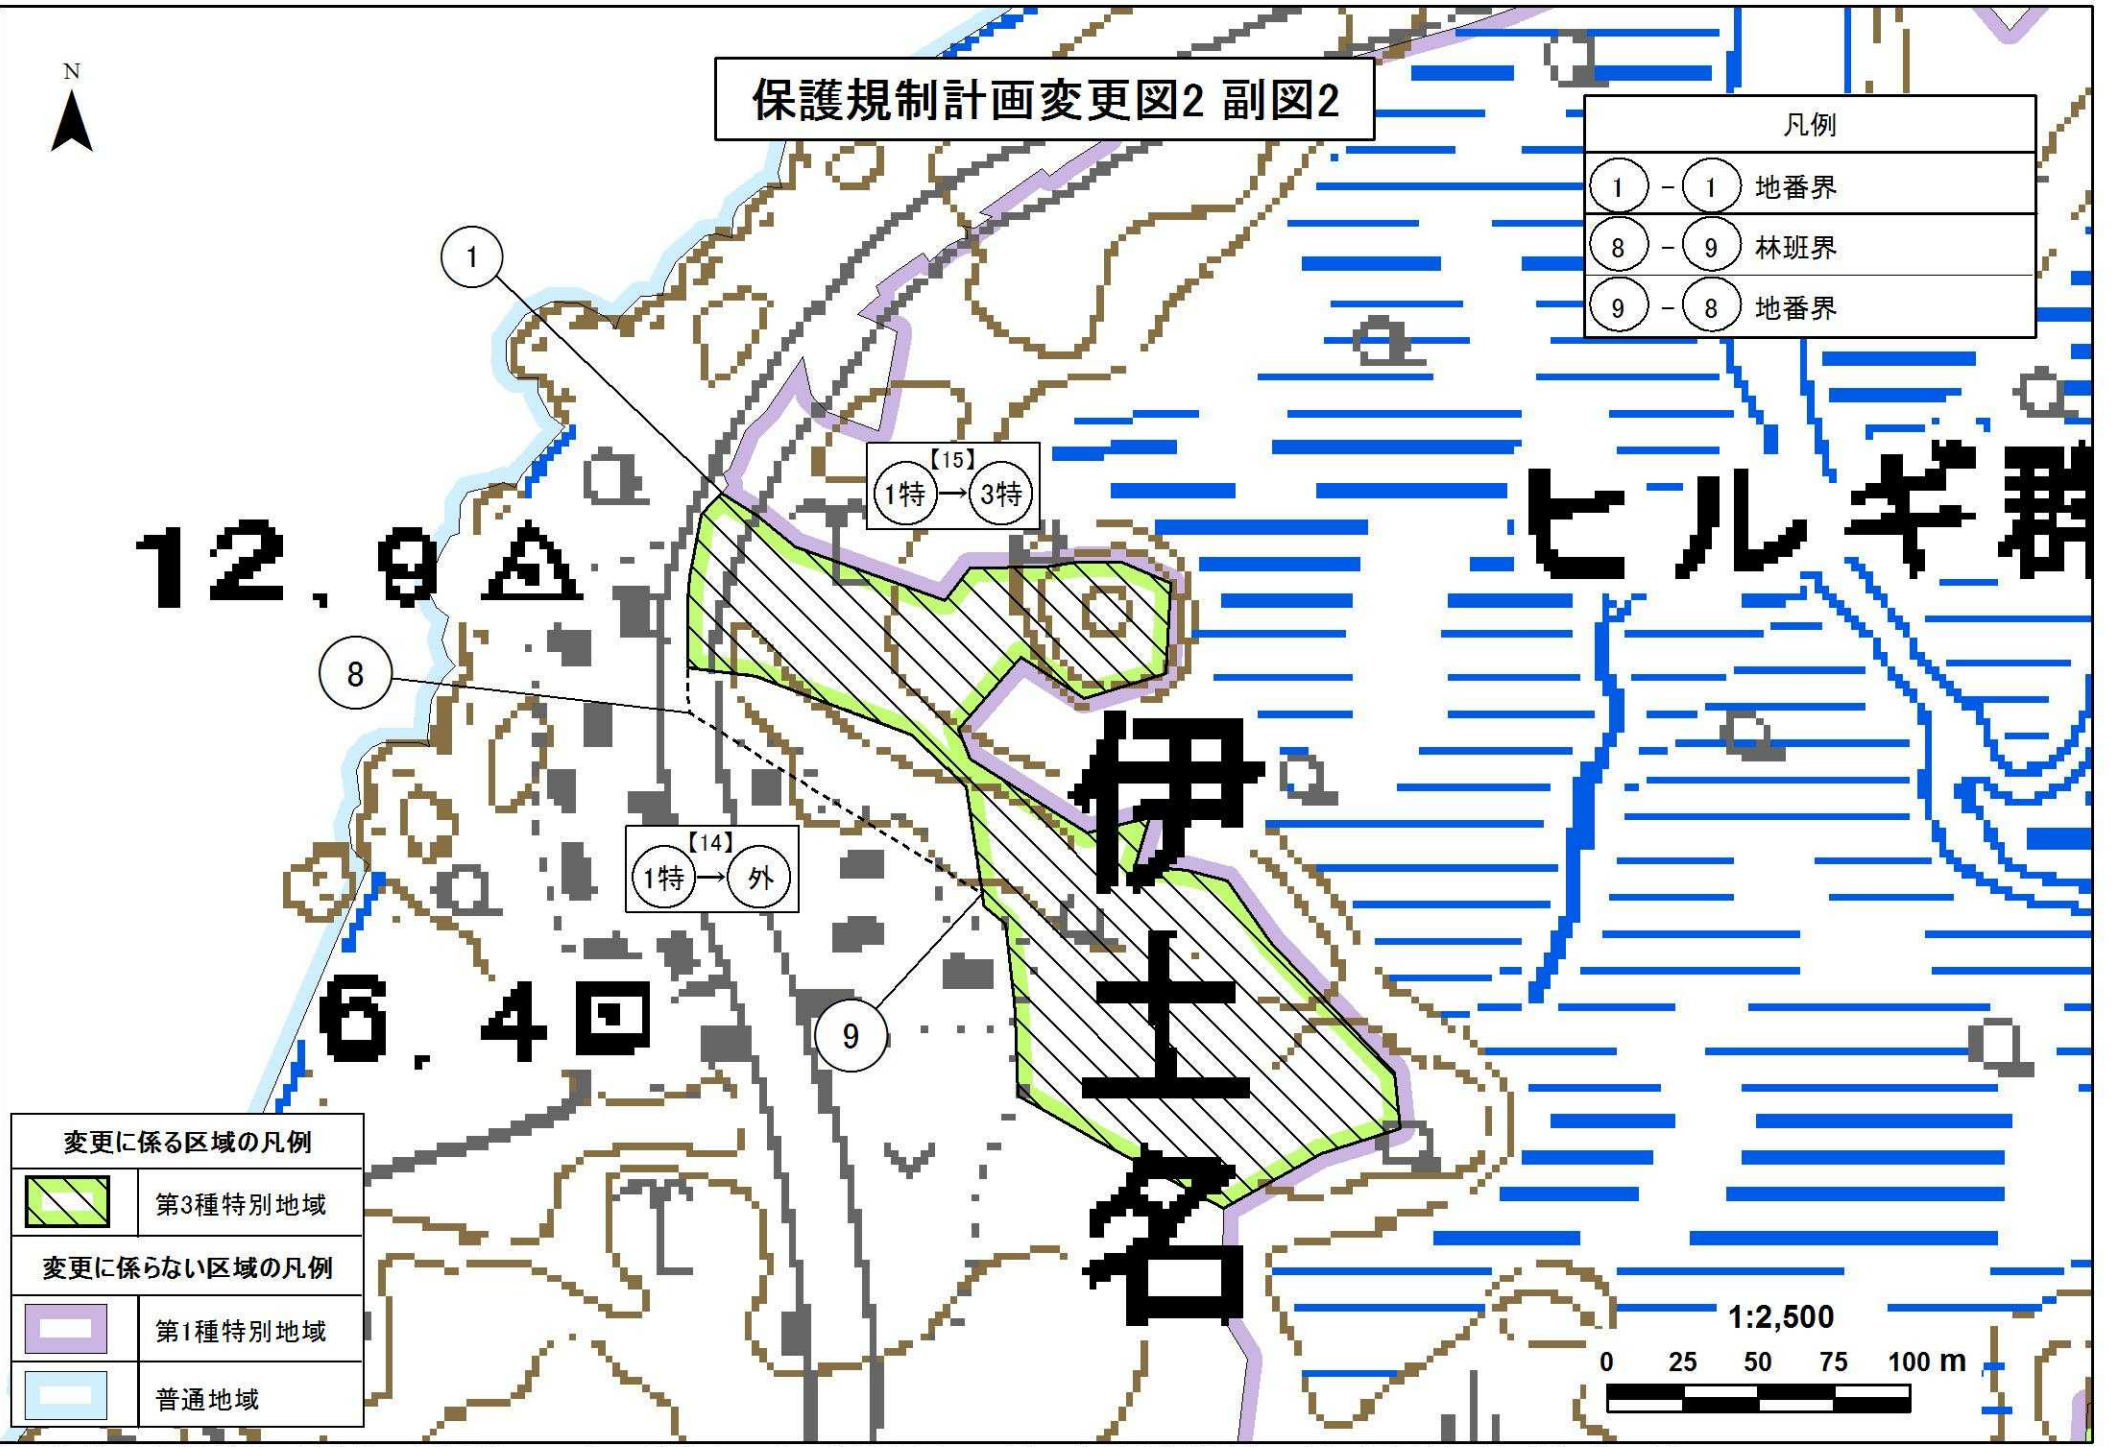 N
保護規制計画変更図2 副図2
凡例
1 - 1 地番界
8 - 9 林班界
9 - 8 地番界
1
【15】
1特→3特
ヒルギ群
12.9
8
伊土名
【14】
1特→外
9
6.4
変更に係る区域の凡例
第3種特別地域
変更に係らない区域の凡例
第1種特別地域
普通地域
1:2,500
0 25 50 75 100 m